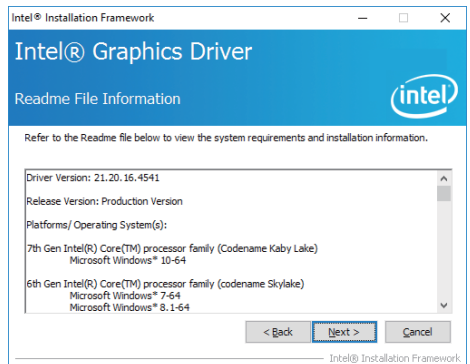 Intel® Installation Framework
Intel® Graphics Driver
Readme File Information
intel
Refer to the Readme file below to view the system requirements and installation information.
Driver Version: 21.20.16.4541
Release Version: Production Version
Platforms/ Operating System(s):
7th Gen Intel(R) Core(TM) processor family (Codename Kaby Lake)
Microsoft Windows* 10-64
6th Gen Intel(R) Core(TM) processor family (codename Skylake)
Microsoft Windows* 7-64
Microsoft Windows* 8.1-64
< Back
Next >
Cancel
Intel® Installation Framework